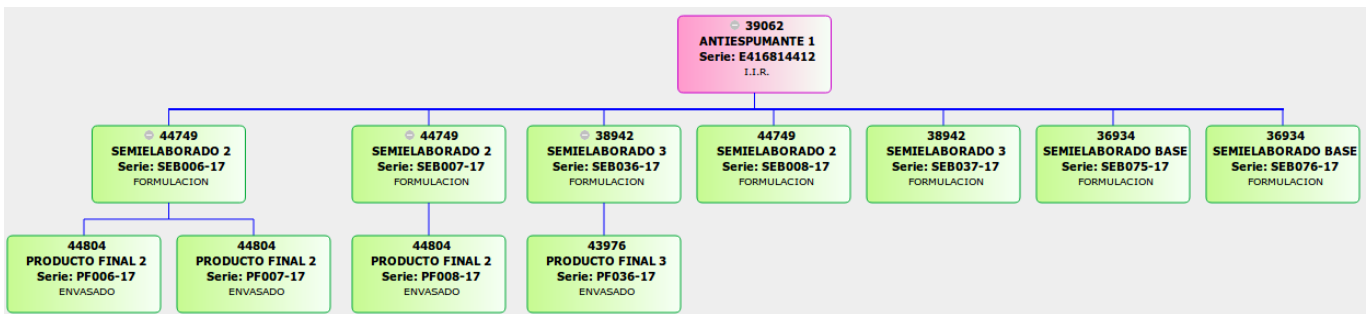 39062
ANTIESPUMANTE 1
Serie: E416814412
I.I.R.
44749
SEMIELABORADO 2
Serie: SEB006-17
FORMULACION
44749
SEMIELABORADO 2
Serie: SEB007-17
FORMULACION
38942
SEMIELABORADO 3
Serie: SEB036-17
FORMULACION
44749
SEMIELABORADO 2
Serie: SEB008-17
FORMULACION
38942
SEMIELABORADO 3
Serie: SEB037-17
FORMULACION
36934
SEMIELABORADO BASE
Serie: SEB075-17
FORMULACION
36934
SEMIELABORADO BASE
Serie: SEB076-17
FORMULACION
44804
PRODUCTO FINAL 2
Serie: PF006-17
ENVASADO
44804
PRODUCTO FINAL 2
Serie: PF007-17
ENVASADO
44804
PRODUCTO FINAL 2
Serie: PF008-17
ENVASADO
43976
PRODUCTO FINAL 3
Serie: PF036-17
ENVASADO